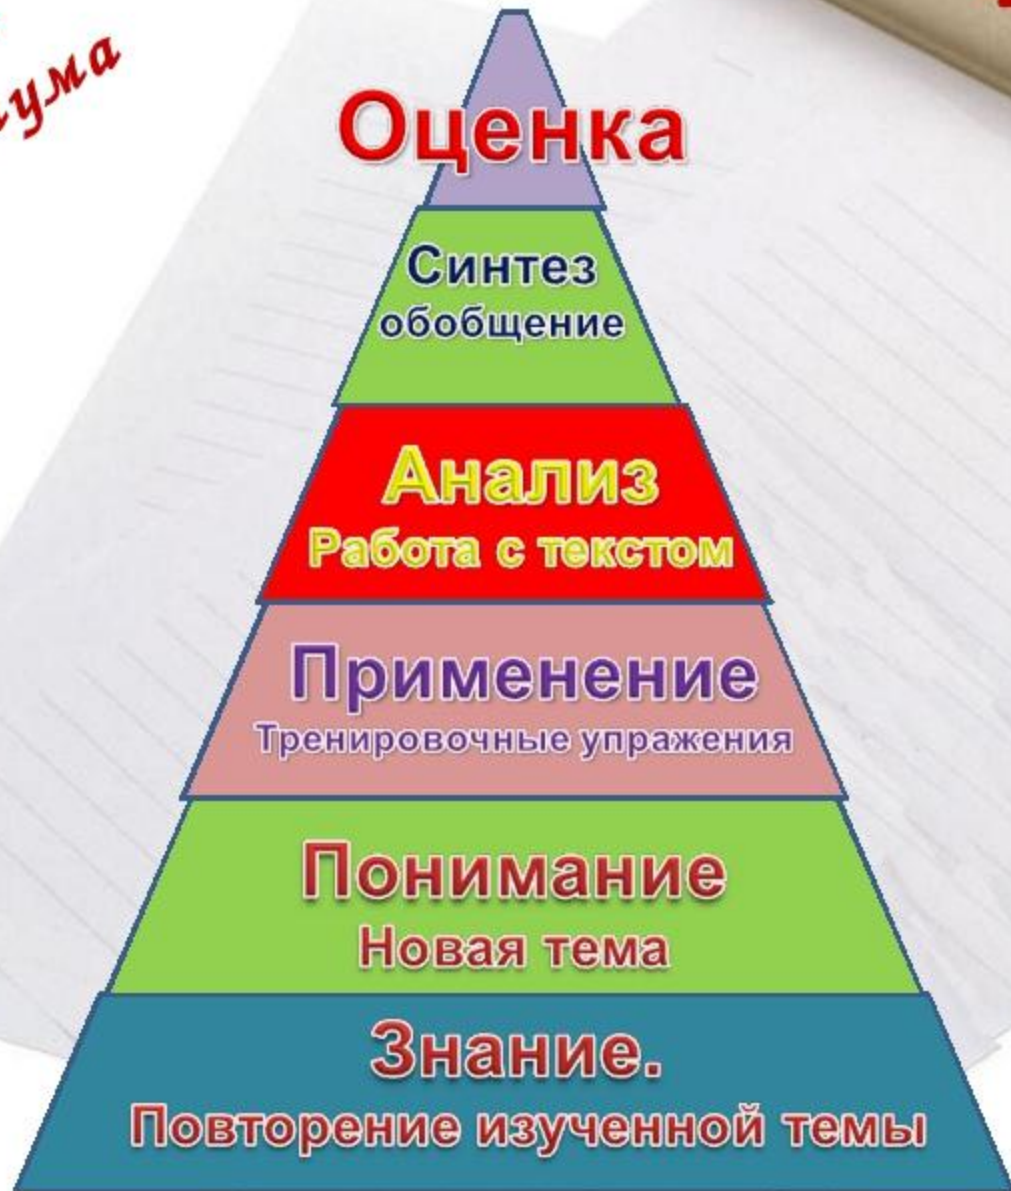 Оценка
Синтез
обобщение
Анализ
Работа с текстом
Применение
Тренировочные упражения
Понимание
Новая тема
Знание.
Повторение изученной темы